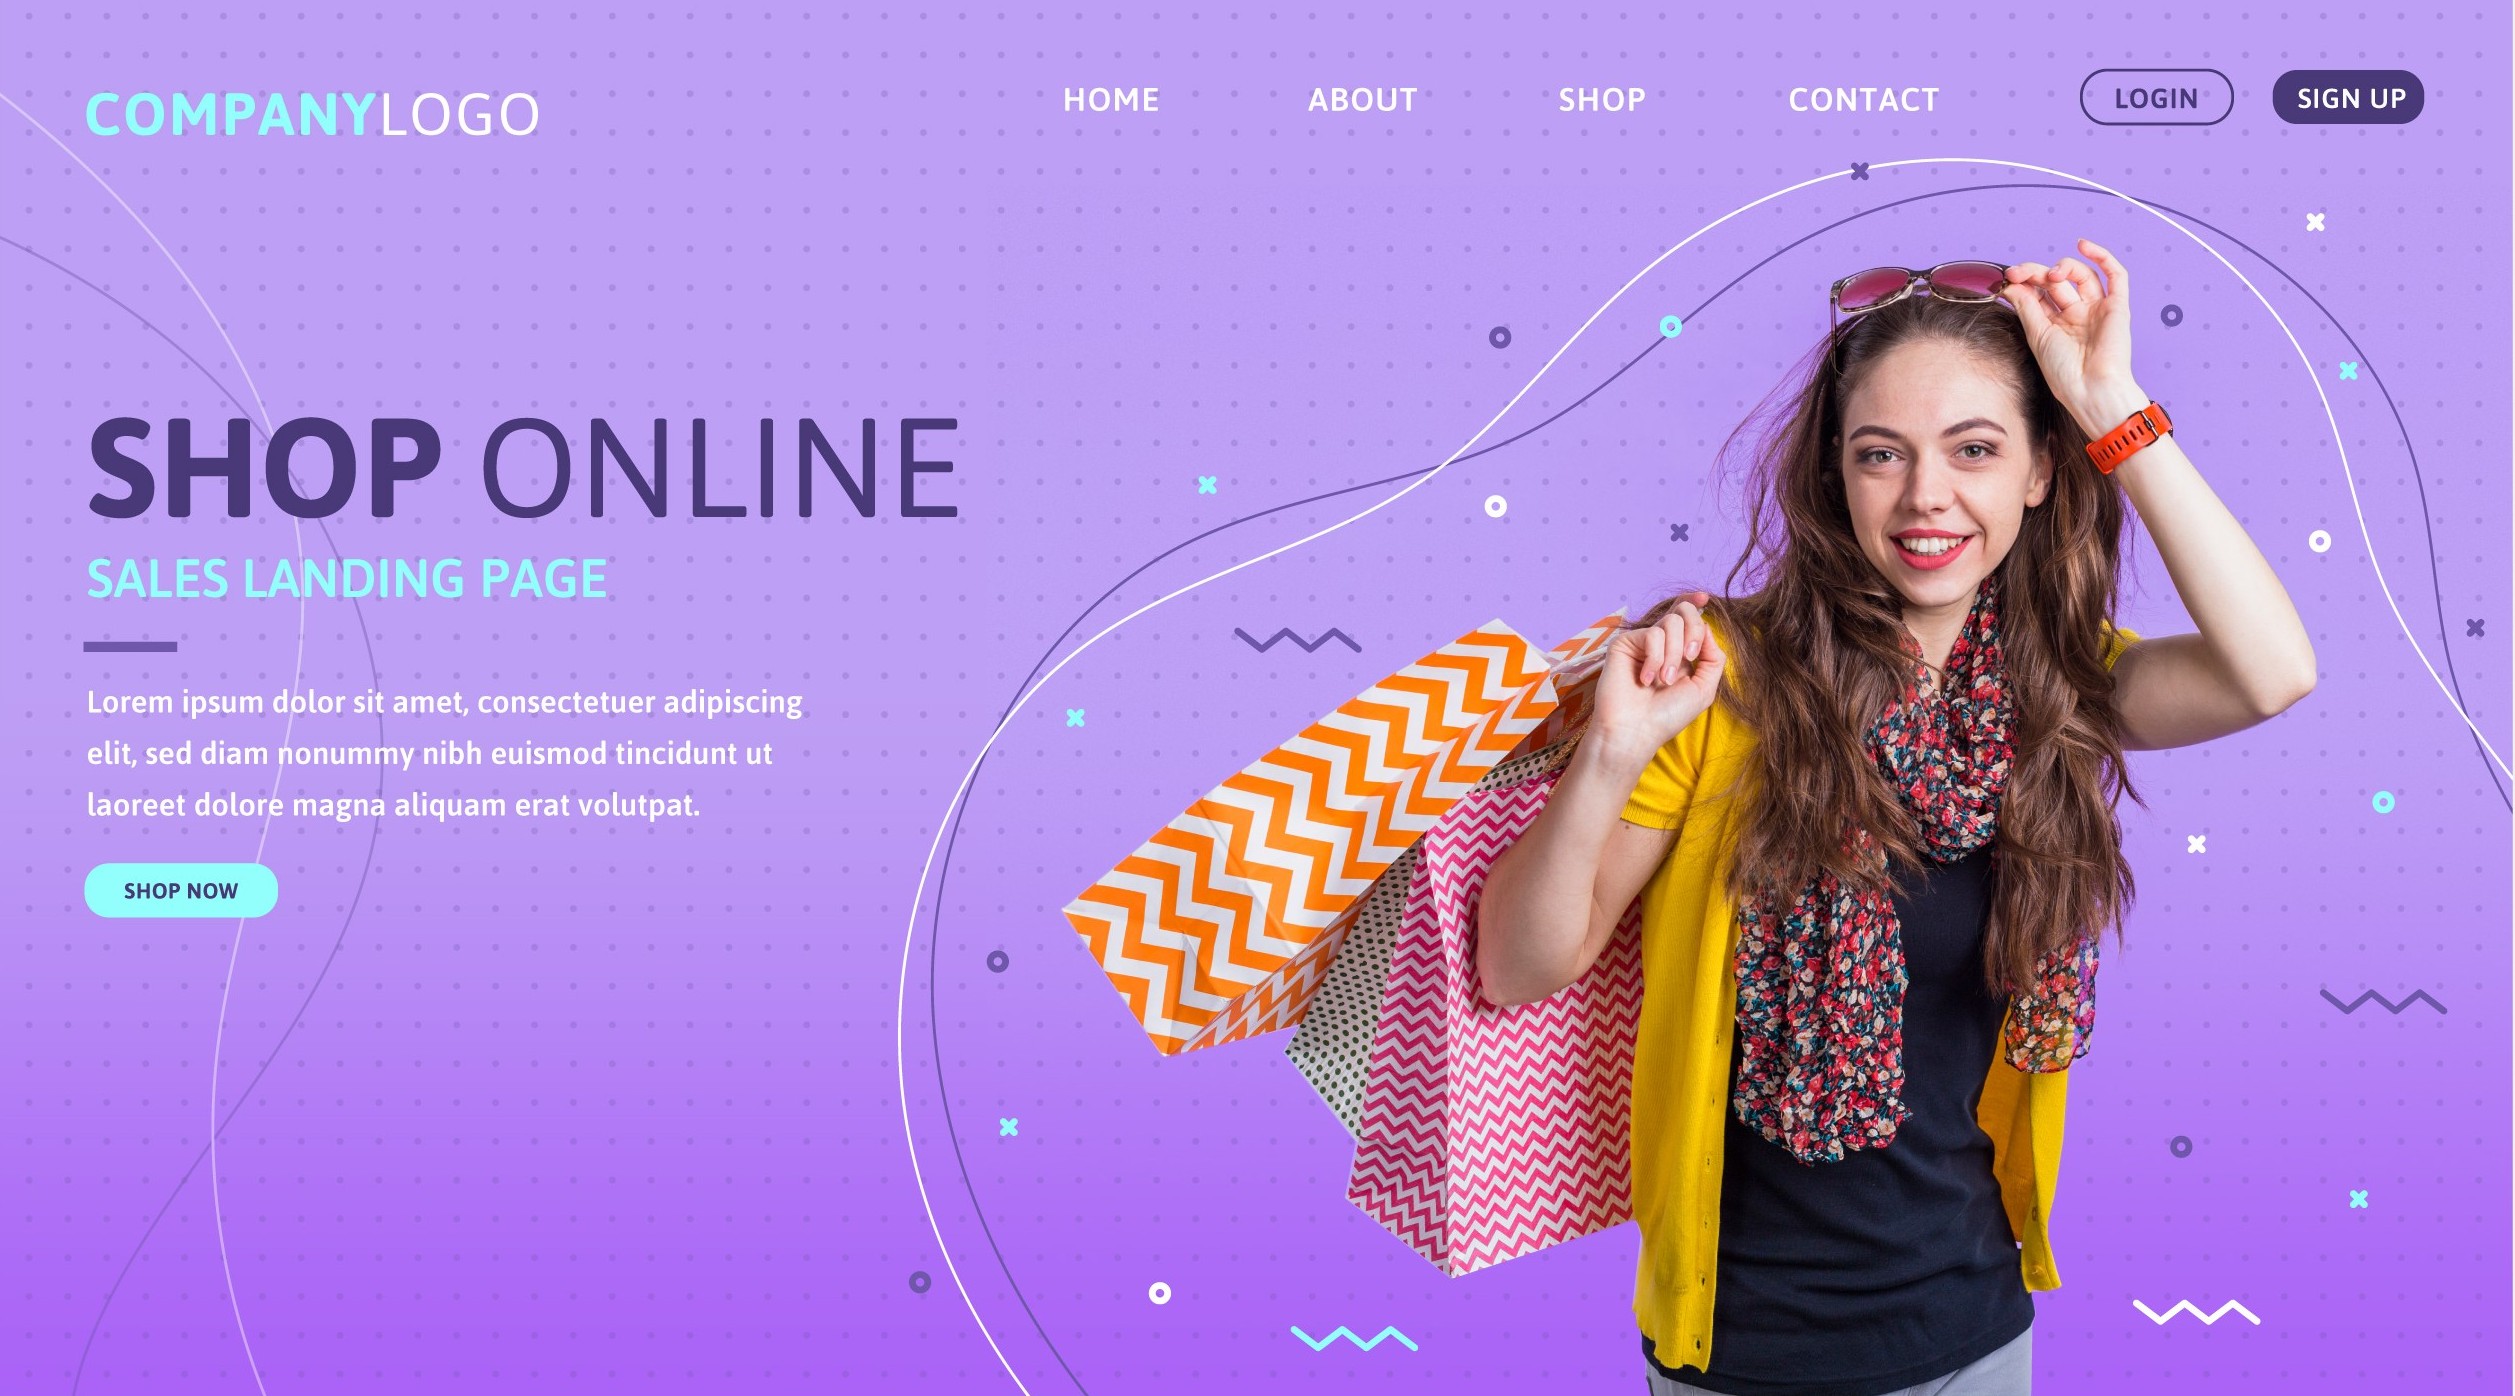 COMPANYLOGO
HOME
ABOUT
SHOP
CONTACT
LOGIN
SIGN UP
SHOP ONLINE
SALES LANDING PAGE
Lorem ipsum dolor sit amet, consectetuer adipiscing
elit, sed diam nonummy nibh euismod tincidunt ut
laoreet dolore magna aliquam erat volutpat.
SHOP NOW